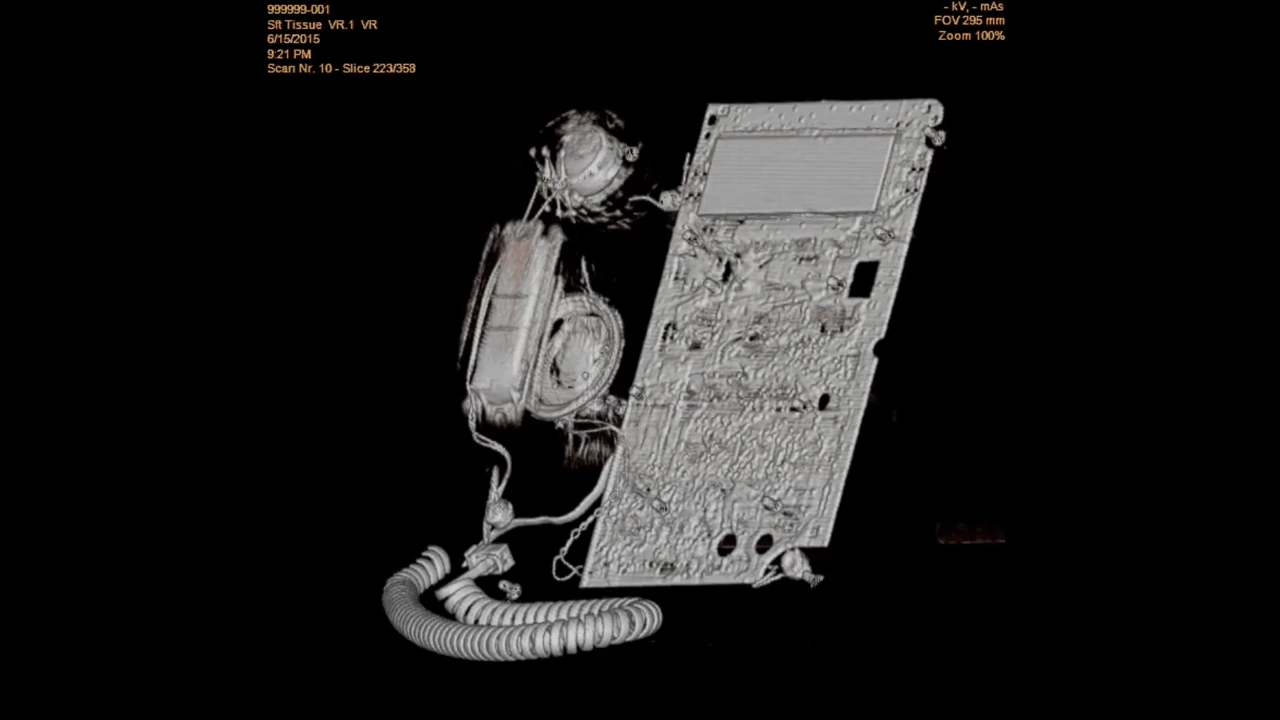 999999-001
Sft Tissue VR.1 VR
6/15/2015
9:21 PM
Scan Nr. 10 - Slice 223/358
- kV, - mAs
FOV 295 mm
Zoom 100%